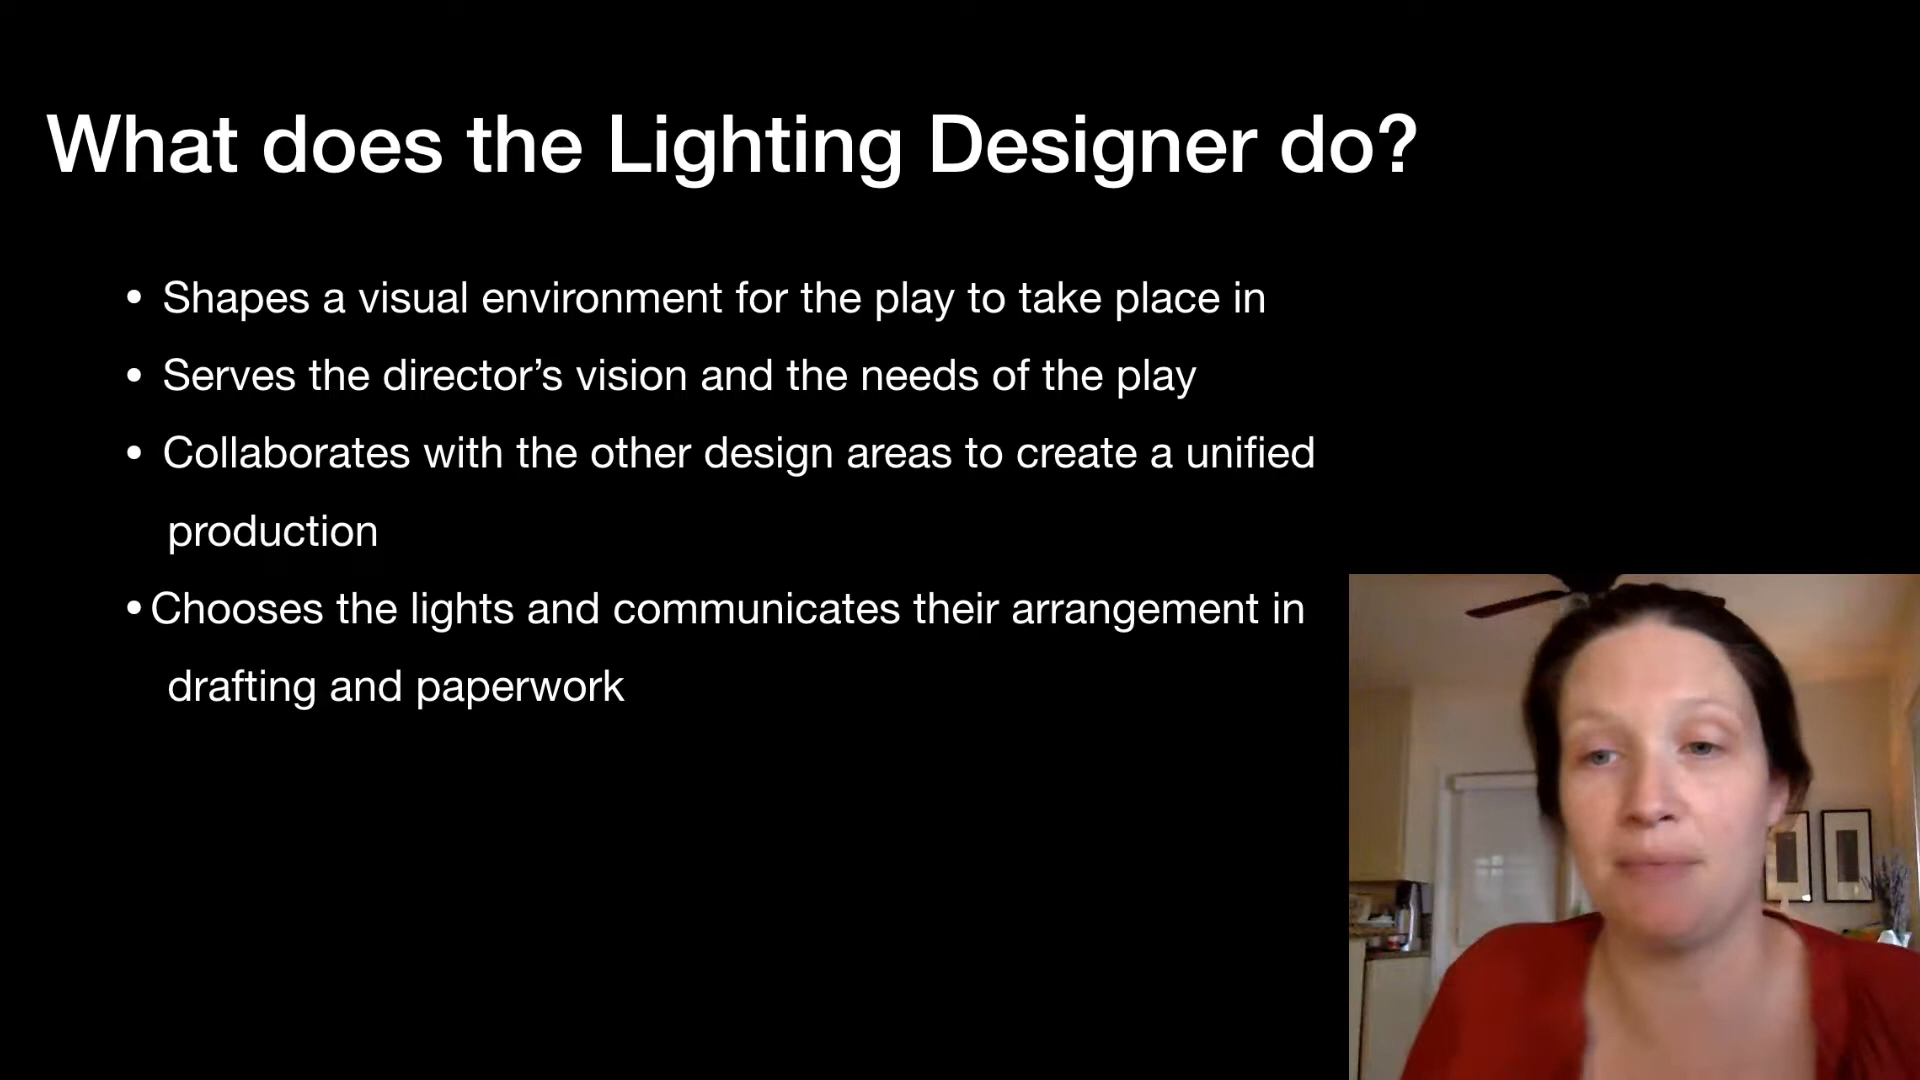 What does the Lighting Designer do?
• Shapes a visual environment for the play to take place in
• Serves the director’s vision and the needs of the play
• Collaborates with the other design areas to create a unified
production
• Chooses the lights and communicates their arrangement in
drafting and paperwork